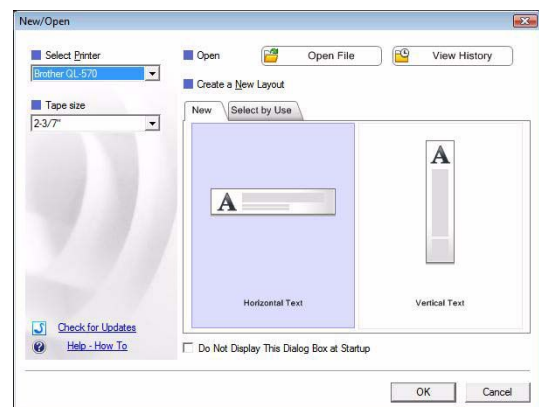 New/Open
Select Printer
Brother QL-570
Tape size
2-3/7"
Check for Updates
Help - How To
Open
Open File
View History
Create a New Layout
New
Select by Use
A
Horizontal Text
A
Vertical Text
Do Not Display This Dialog Box at Startup
OK
Cancel